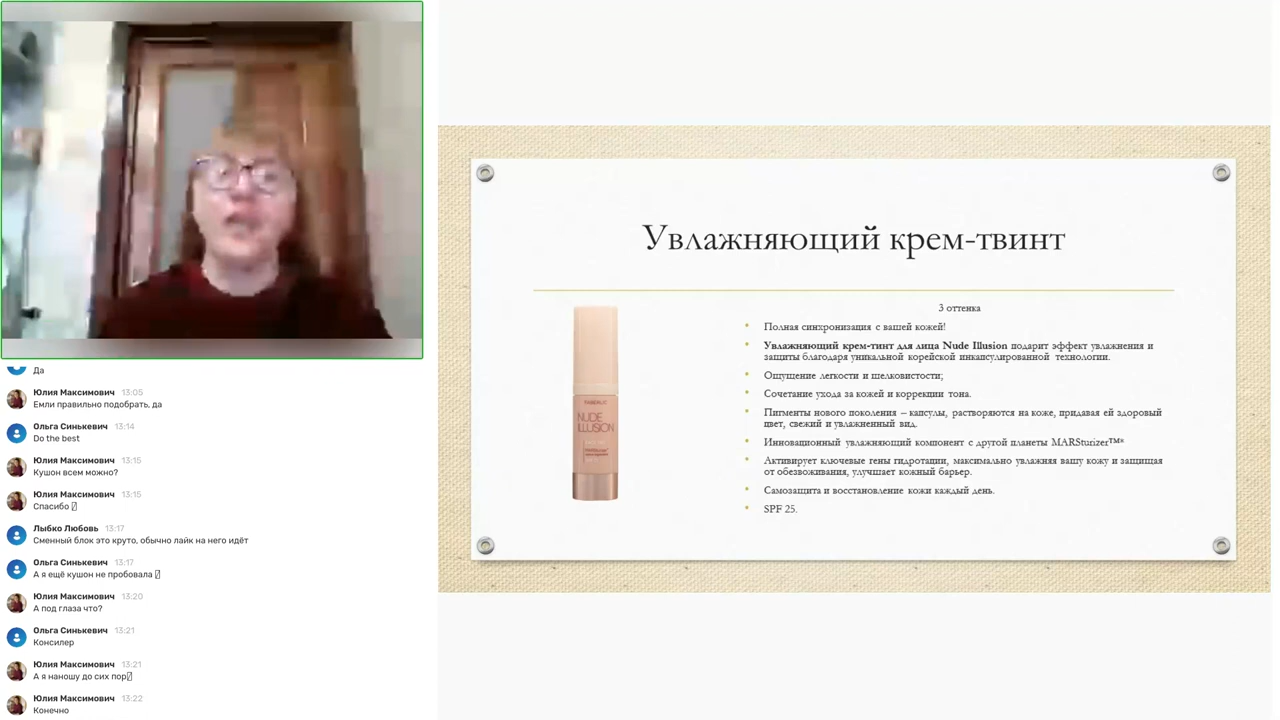 Да
Юлия Максимович 13:05
Емли правильно подобрать, да
Ольга Синькевич 13:14
Do the best
Юлия Максимович 13:15
Кушон всем можно?
Юлия Максимович 13:15
Спасибо
Лыбко Любовь 13:17
Сменный блок это круто, обычно лайк на него идёт
Ольга Синькевич 13:17
А я ещё кушон не пробовала
Юлия Максимович 13:20
А под глаза что?
Ольга Синькевич 13:21
Консилер
Юлия Максимович 13:21
А я наношу до сих пор
Юлия Максимович 13:22
Конечно
Увлажняющий крем-твинт
3 оттенка
Полная синхронизация с вашей кожей!
Увлажняющий крем-тинт для лица Nude Illusion подарит эффект увлажнения и
защиты благодаря уникальной корейской инкапсулированной технологии.
Ощущение легкости и шелковистости;
Сочетание ухода за кожей и коррекции тона.
Пигменты нового поколения – капсулы, растворяются на коже, придавая ей здоровый
цвет, свежий и увлажненный вид.
Инновационный увлажняющий компонент с другой планеты MARSturizer™*
Активирует ключевые гены гидротации, максимально увлажняя вашу кожу и защищая
от обезвоживания, улучшает кожный барьер.
Самозащита и восстановление кожи каждый день.
SPF 25.
FABERLIC
NUDE
ILLUSION